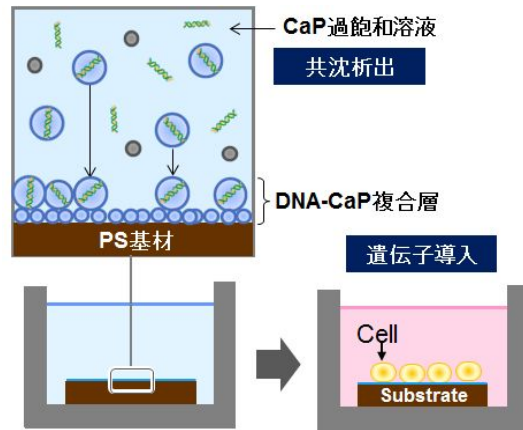 CaP過飽和溶液
共沈析出
DNA-CaP複合層
PS基材
遺伝子導入
Cell
Substrate